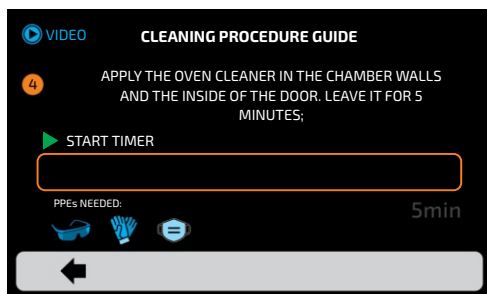 VIDEO
CLEANING PROCEDURE GUIDE
4
APPLY THE OVEN CLEANER IN THE CHAMBER WALLS
AND THE INSIDE OF THE DOOR. LEAVE IT FOR 5
MINUTES;
START TIMER
PPEs NEEDED:
5min